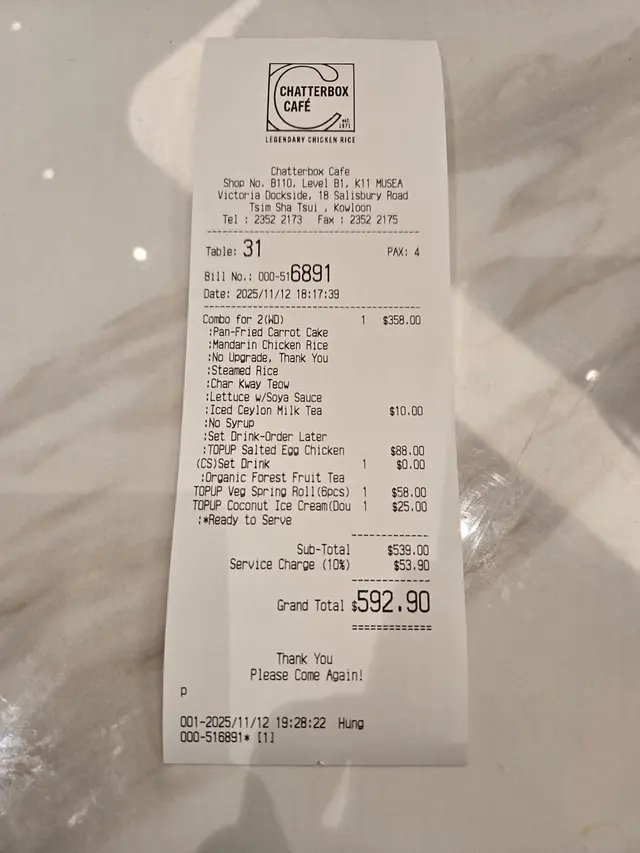 CHATTERBOX
CAFÉ
est.
1971
LEGENDARY CHICKEN RICE
Chatterbox Cafe
Shop No. B110, Level B1, K11 MUSEA
Victoria Dockside, 18 Salisbury Road
Tsim Sha Tsui , Kowloon
Tel : 2352 2173 Fax : 2352 2175
Table: 31 PAX: 4
Bill No.: 000-516891
Date: 2025/11/12 18:17:39
Combo for 2(WD) 1 $358.00
:Pan-Fried Carrot Cake
:Mandarin Chicken Rice
:No Upgrade, Thank You
:Steamed Rice
:Char Kway Teow
:Lettuce w/Soya Sauce
:Iced Ceylon Milk Tea $10.00
:No Syrup
:Set Drink-Order Later
:TOPUP Salted Egg Chicken $88.00
(CS)Set Drink 1 $0.00
:Organic Forest Fruit Tea
TOPUP Veg Spring Roll(6pcs) 1 $58.00
TOPUP Coconut Ice Cream(Dou 1 $25.00
:*Ready to Serve
Sub-Total $539.00
Service Charge (10%) $53.90
Grand Total $592.90
Thank You
Please Come Again!
p
001-2025/11/12 19:28:22 Hung
000-516891* [1]